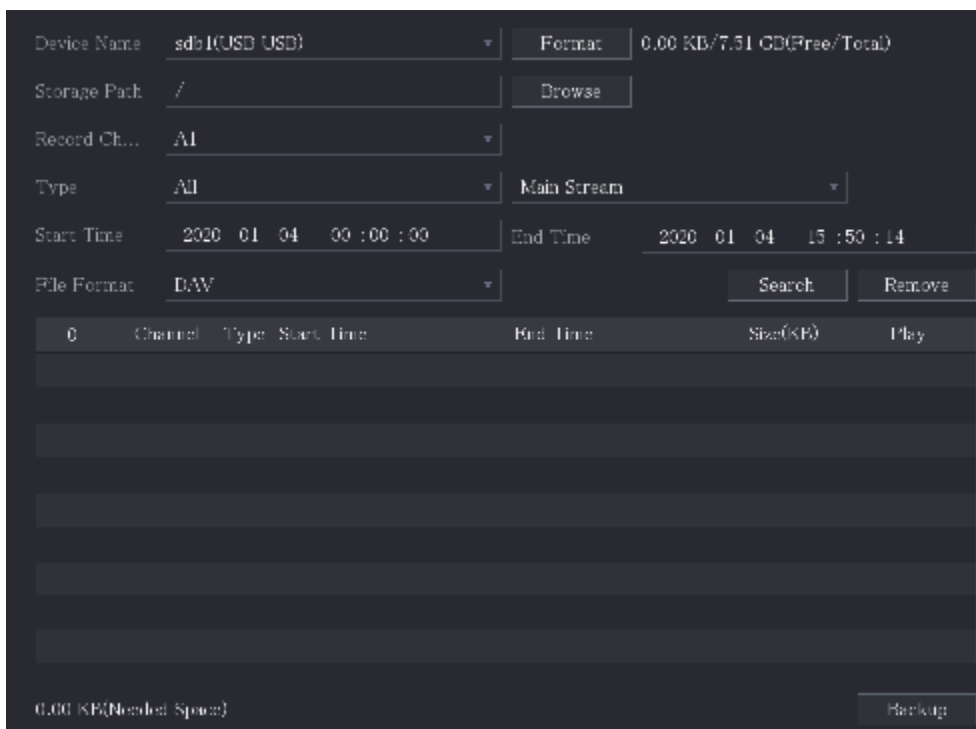 Device Name sdb1(USB USB) Format 0.00 KB/7.51 GB(Free/Total)
Storage Path / Browse
Record Ch... A1
Type All Main Stream
Start Time 2020 01 04 00 : 00 : 00 End Time 2020 01 04 15 : 50 : 14
File Format DAV Search Remove
0 Channel Type Start Time End Time Size(KB) Play
0.00 KB(Needed Space) Backup